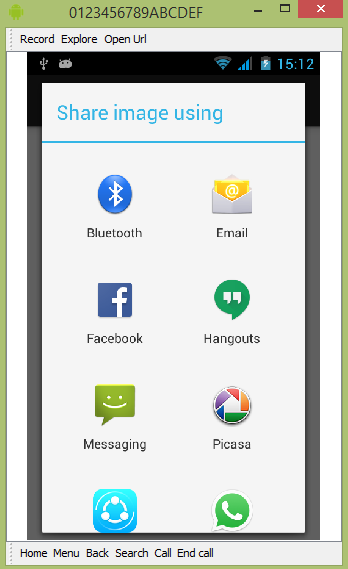 0123456789ABCDEF
Record Explore Open Url
15:12
Share image using
Bluetooth Email
Facebook Hangouts
Messaging Picasa
Home Menu Back Search Call End call